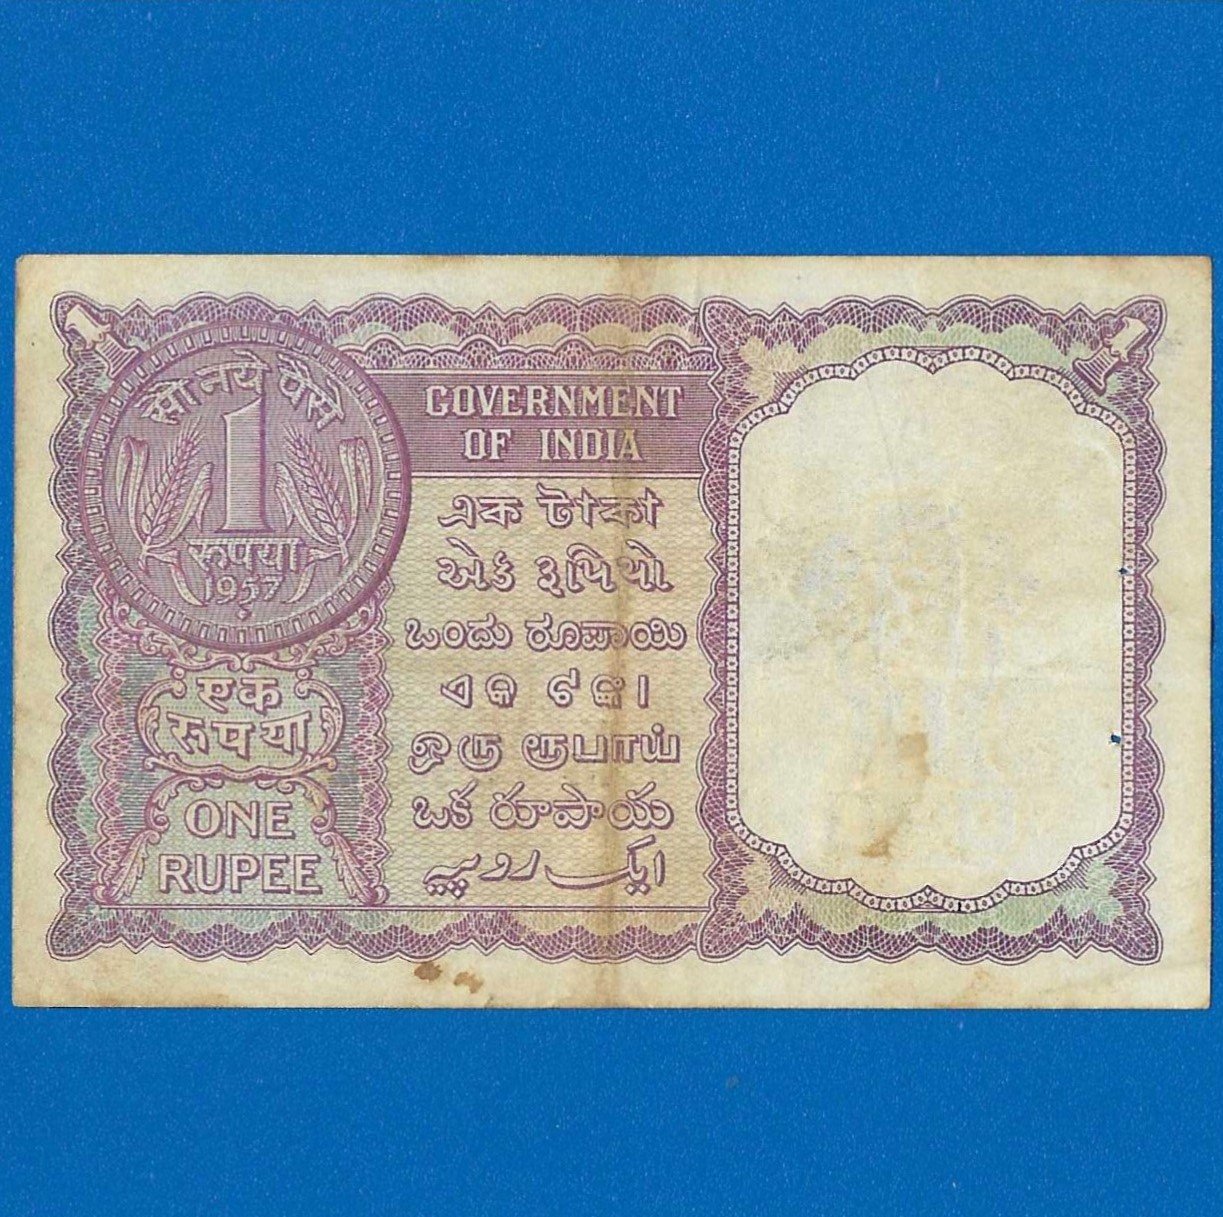 सौ नये पैसे
1
रूपया
1957
एक
रूपया
ONE
RUPEE
GOVERNMENT
OF INDIA
এক টাকা
એક રૂપિયો
ಒಂದು ರೂಪಾಯಿ
ଏକ ଟଙ୍କା
ஒரு ரூபாய்
ఒక రూపాయ
ایک روپیہ